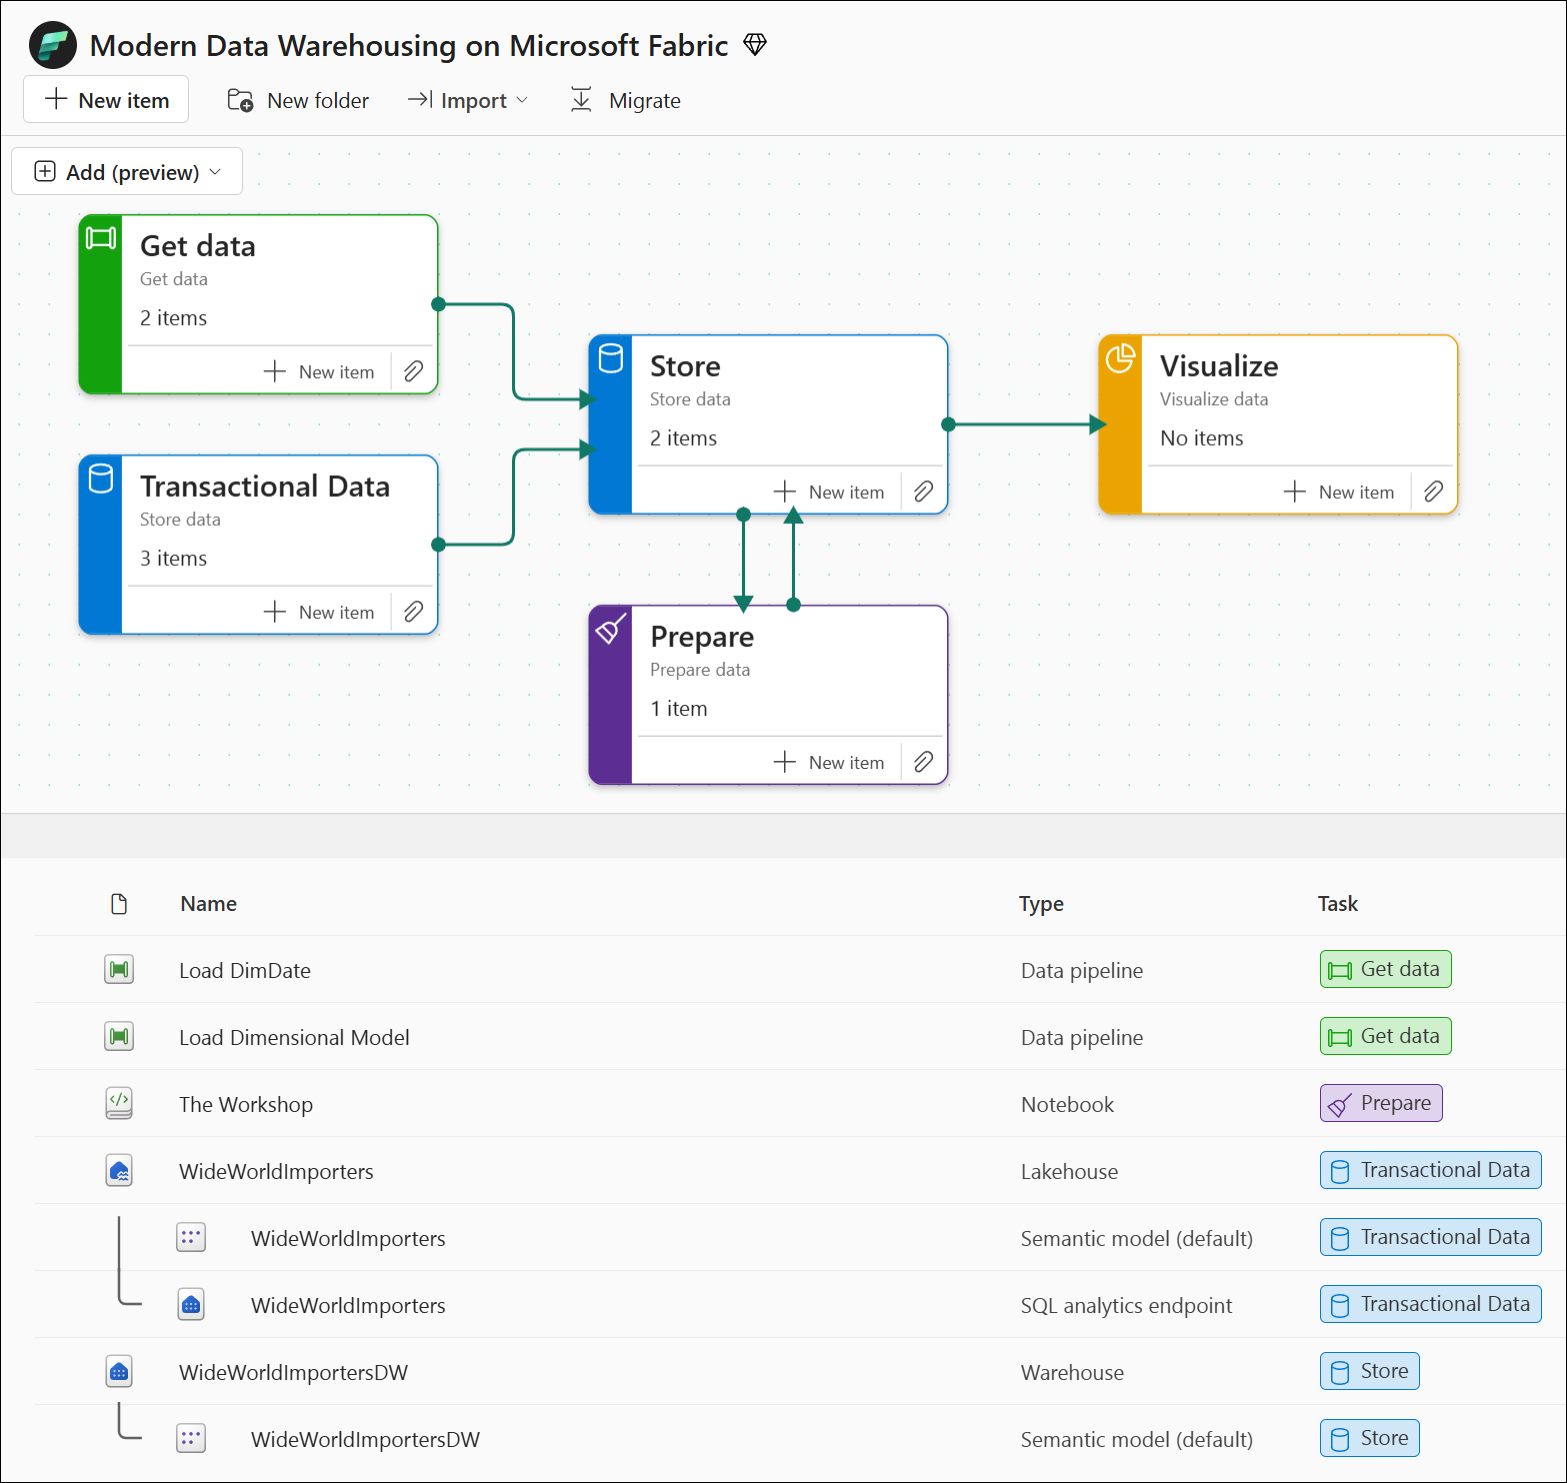 Modern Data Warehousing on Microsoft Fabric
New item
New folder
Import
Migrate
Add (preview)
Get data
Get data
2 items
New item
Transactional Data
Store data
3 items
New item
Store
Store data
2 items
New item
Visualize
Visualize data
No items
New item
Prepare
Prepare data
1 item
New item
Name Type Task
Load DimDate Data pipeline Get data
Load Dimensional Model Data pipeline Get data
The Workshop Notebook Prepare
WideWorldImporters Lakehouse Transactional Data
WideWorldImporters Semantic model (default) Transactional Data
WideWorldImporters SQL analytics endpoint Transactional Data
WideWorldImportersDW Warehouse Store
WideWorldImportersDW Semantic model (default) Store